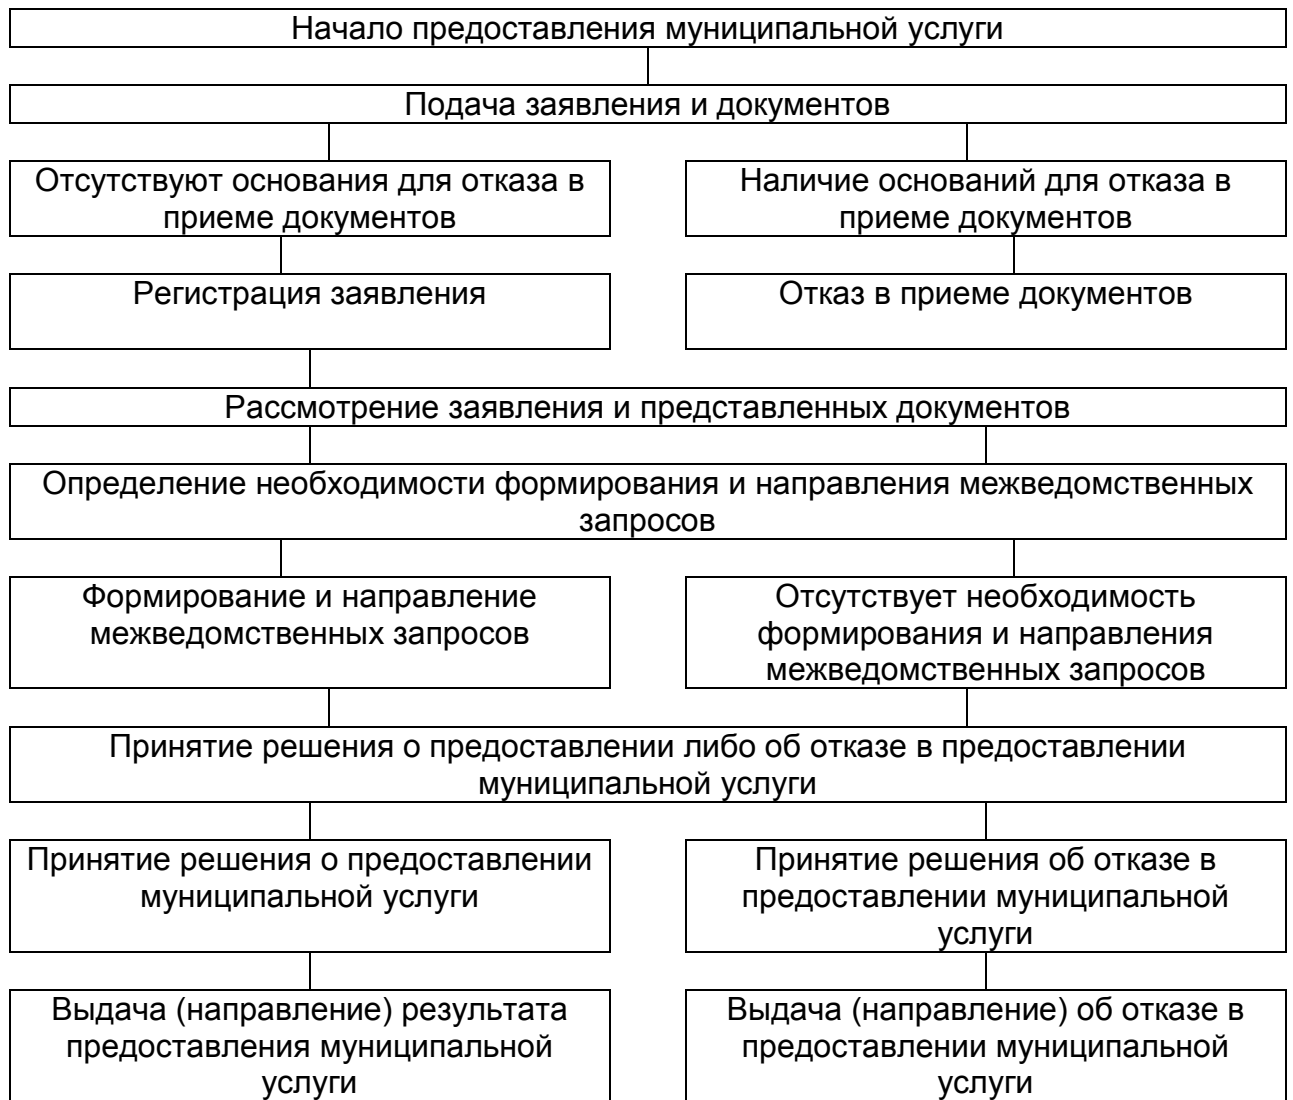 Начало предоставления муниципальной услуги
Подача заявления и документов
Отсутствуют основания для отказа в
приеме документов
Наличие оснований для отказа в
приеме документов
Регистрация заявления
Отказ в приеме документов
Рассмотрение заявления и представленных документов
Определение необходимости формирования и направления межведомственных
запросов
Формирование и направление
межведомственных запросов
Отсутствует необходимость
формирования и направления
межведомственных запросов
Принятие решения о предоставлении либо об отказе в предоставлении
муниципальной услуги
Принятие решения о предоставлении
муниципальной услуги
Принятие решения об отказе в
предоставлении муниципальной
услуги
Выдача (направление) результата
предоставления муниципальной
услуги
Выдача (направление) об отказе в
предоставлении муниципальной
услуги